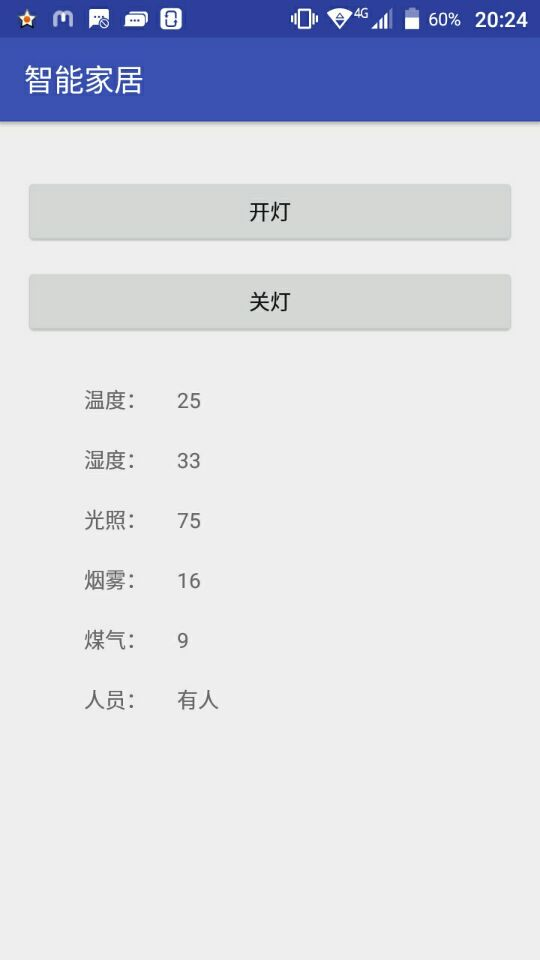 4G 60% 20:24
智能家居
开灯
关灯
温度： 25
湿度： 33
光照： 75
烟雾： 16
煤气： 9
人员： 有人